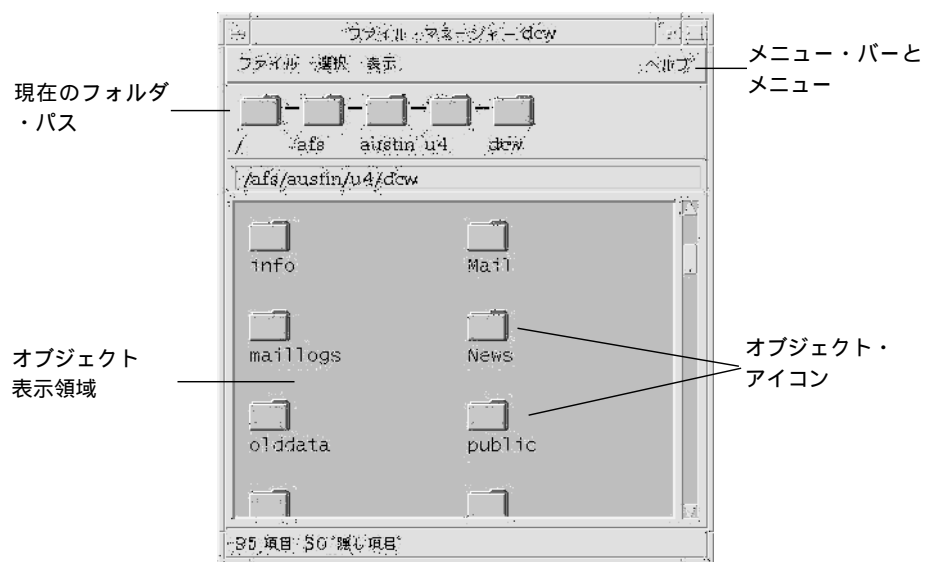 ファイル・マネージャー - dcw
ファイル 選択 表示 ヘルプ
メニュー・バーと
メニュー
現在のフォルダ
・パス
/ afs austin u4 dcw
/afs/austin/u4/dcw
info Mail
maillogs News
オブジェクト
表示領域
オブジェクト・
アイコン
olddata public
35 項目 30 隠し項目